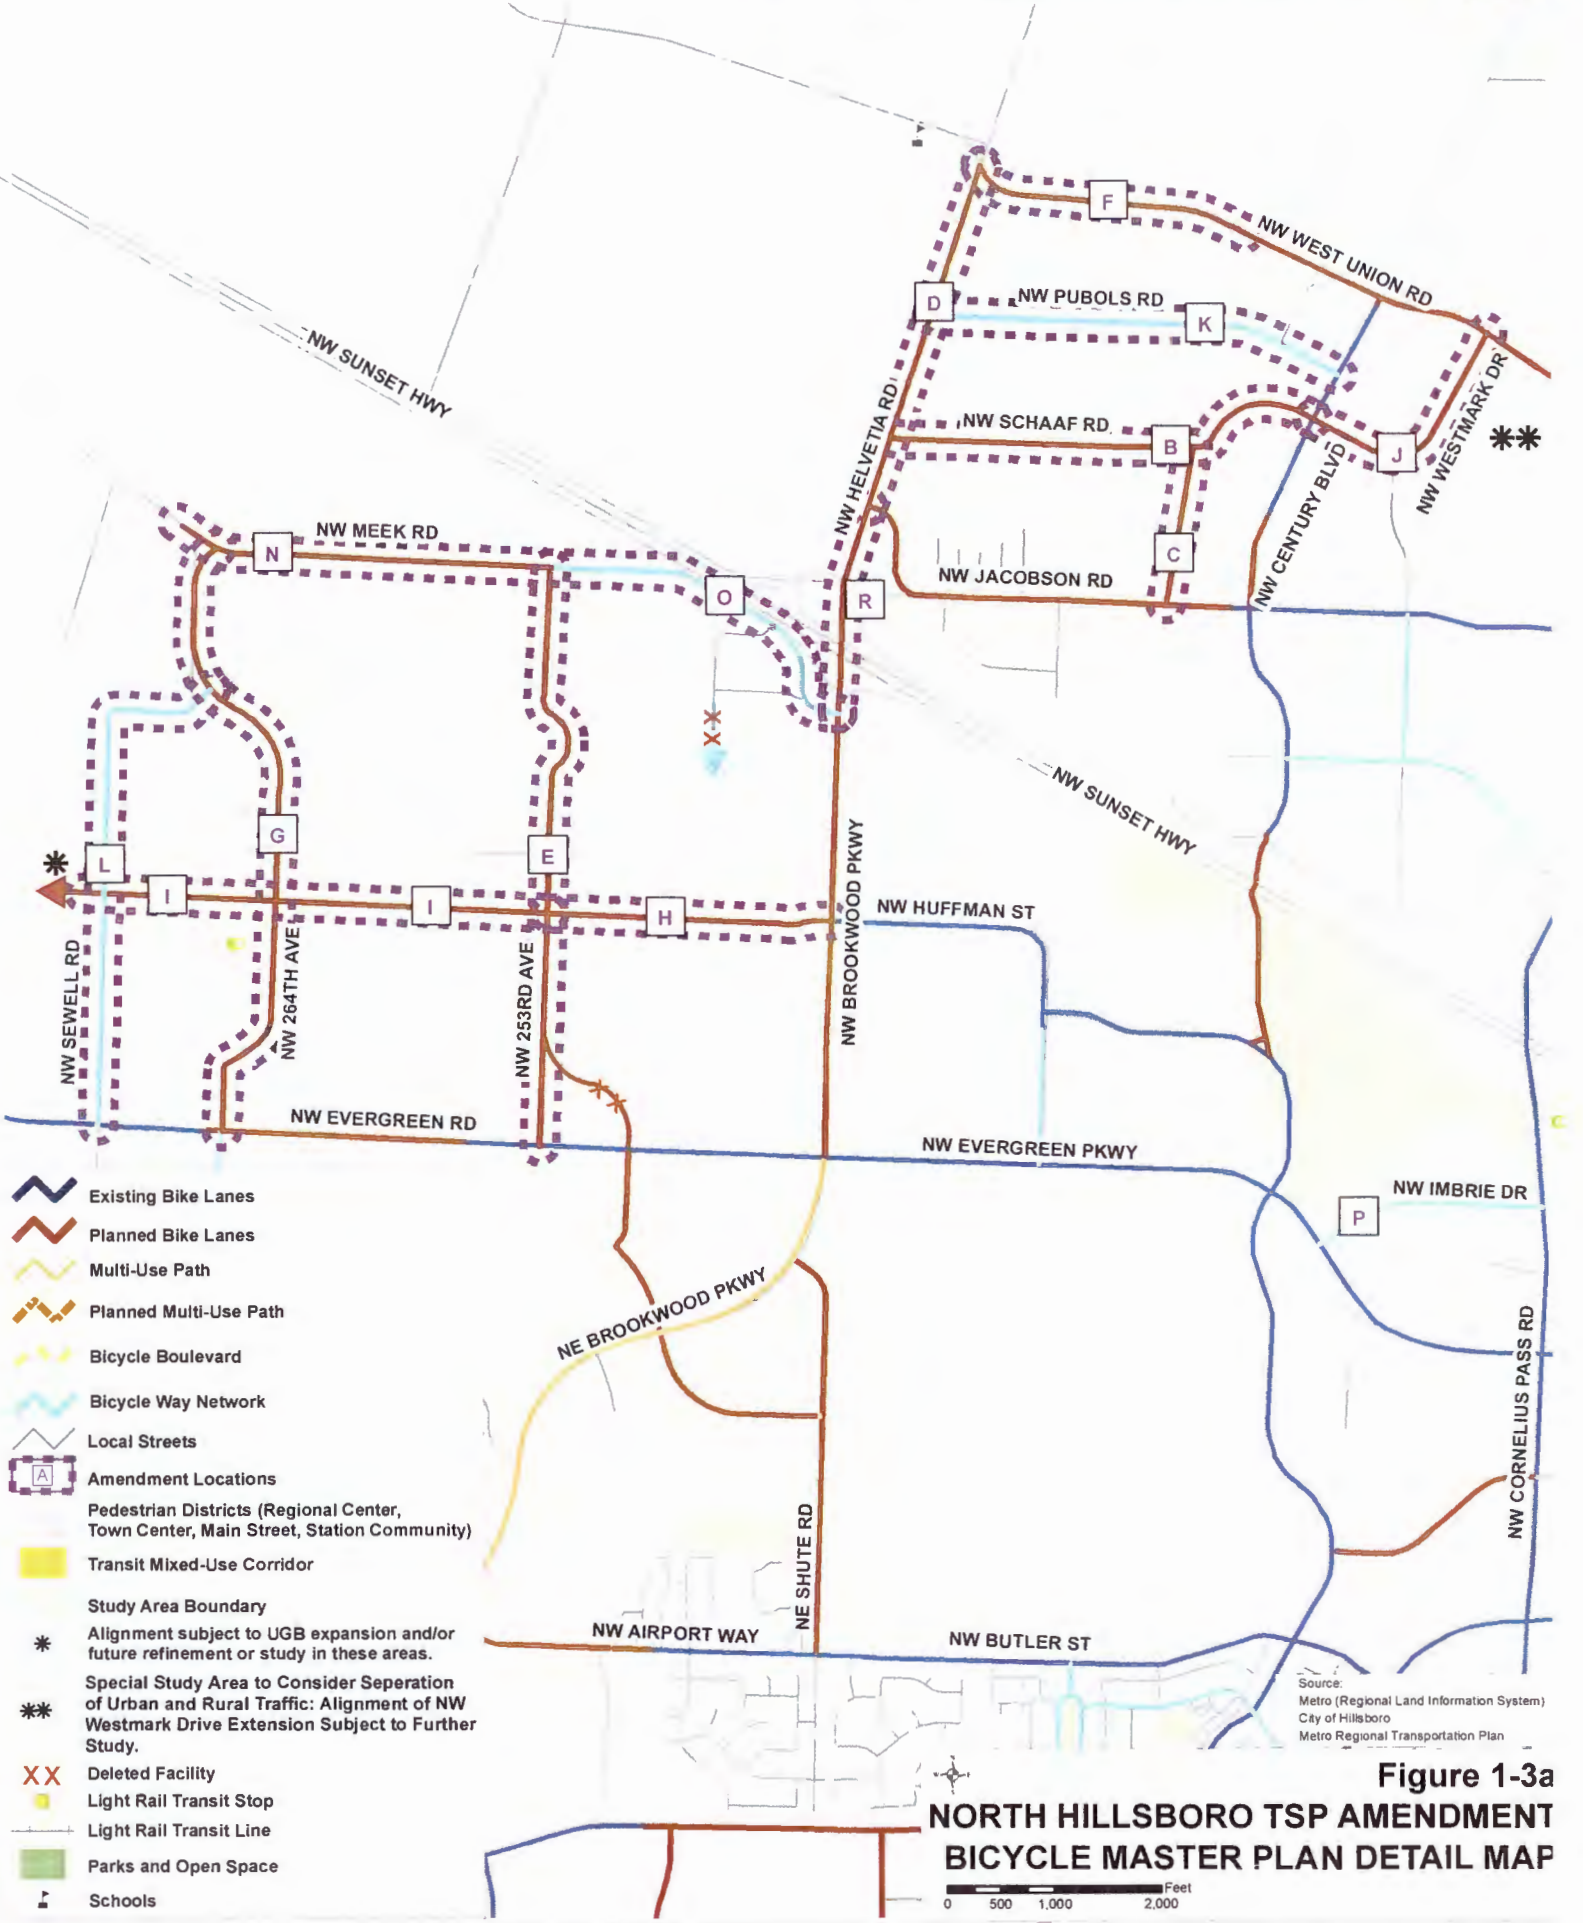 F
NW WEST UNION RD
D
NW PUBOLS RD
K
NW SUNSET HWY
NW HELVETIA RD
NW SCHAAF RD
B
J
NW WESTMARK DR
**
NW CENTURY BLVD
NW MEEK RD
N
C
O
R
NW JACOBSON RD
X
X
NW SUNSET HWY
G
E
*
L
I
I
H
NW BROOKWOOD PKWY
NW HUFFMAN ST
NW SEWELL RD
NW 264TH AVE
NW 253RD AVE
X
X
NW EVERGREEN RD
NW EVERGREEN PKWY
P
NW IMBRIE DR
NE BROOKWOOD PKWY
NW CORNELIUS PASS RD
NE SHUTE RD
NW AIRPORT WAY
NW BUTLER ST
Existing Bike Lanes
Planned Bike Lanes
Multi-Use Path
Planned Multi-Use Path
Bicycle Boulevard
Bicycle Way Network
Local Streets
A
Amendment Locations
Pedestrian Districts (Regional Center,
Town Center, Main Street, Station Community)
Transit Mixed-Use Corridor
Study Area Boundary
* Alignment subject to UGB expansion and/or
future refinement or study in these areas.
Special Study Area to Consider Seperation
** of Urban and Rural Traffic: Alignment of NW
Westmark Drive Extension Subject to Further
Study.
XX Deleted Facility
Light Rail Transit Stop
Light Rail Transit Line
Parks and Open Space
Schools
Source:
Metro (Regional Land Information System)
City of Hillsboro
Metro Regional Transportation Plan
Figure 1-3a
NORTH HILLSBORO TSP AMENDMENT
BICYCLE MASTER PLAN DETAIL MAP
Feet
0 500 1,000 2,000